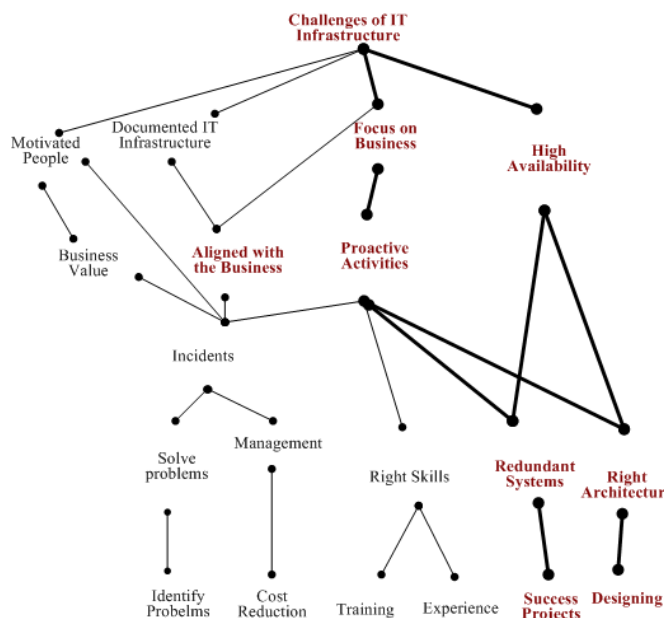 Challenges of IT
Infrastructure
Motivated
People
Documented IT
Infrastructure
Focus on
Business
High
Availability
Business
Value
Aligned with
the Business
Proactive
Activities
Incidents
Solve
problems
Management
Right Skills
Redundant
Systems
Right
Architectur
Identify
Probelms
Cost
Reduction
Training
Experience
Success
Projects
Designing